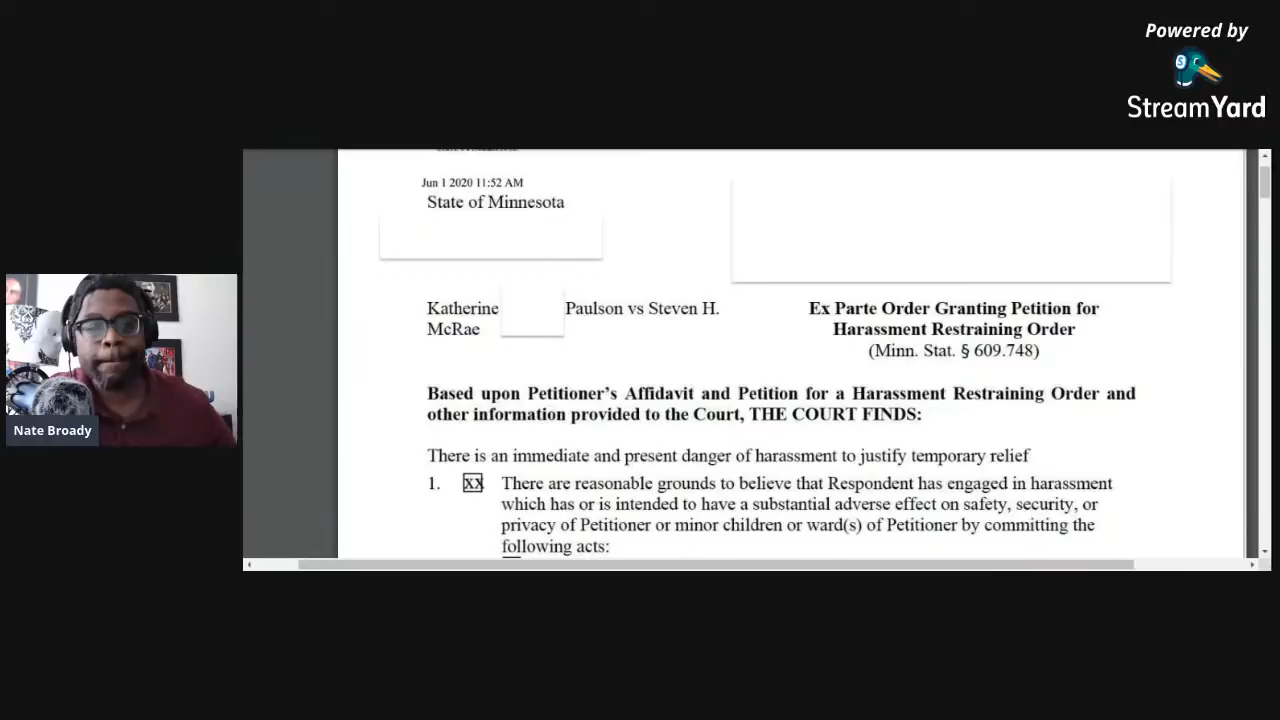 Powered by
StreamYard
Jun 1 2020 11:52 AM
State of Minnesota
Katherine Paulson vs Steven H.
McRae
Ex Parte Order Granting Petition for
Harassment Restraining Order
(Minn. Stat. § 609.748)
Based upon Petitioner's Affidavit and Petition for a Harassment Restraining Order and
other information provided to the Court, THE COURT FINDS:
There is an immediate and present danger of harassment to justify temporary relief
1. XX There are reasonable grounds to believe that Respondent has engaged in harassment
which has or is intended to have a substantial adverse effect on safety, security, or
privacy of Petitioner or minor children or ward(s) of Petitioner by committing the
following acts:
Nate Broady